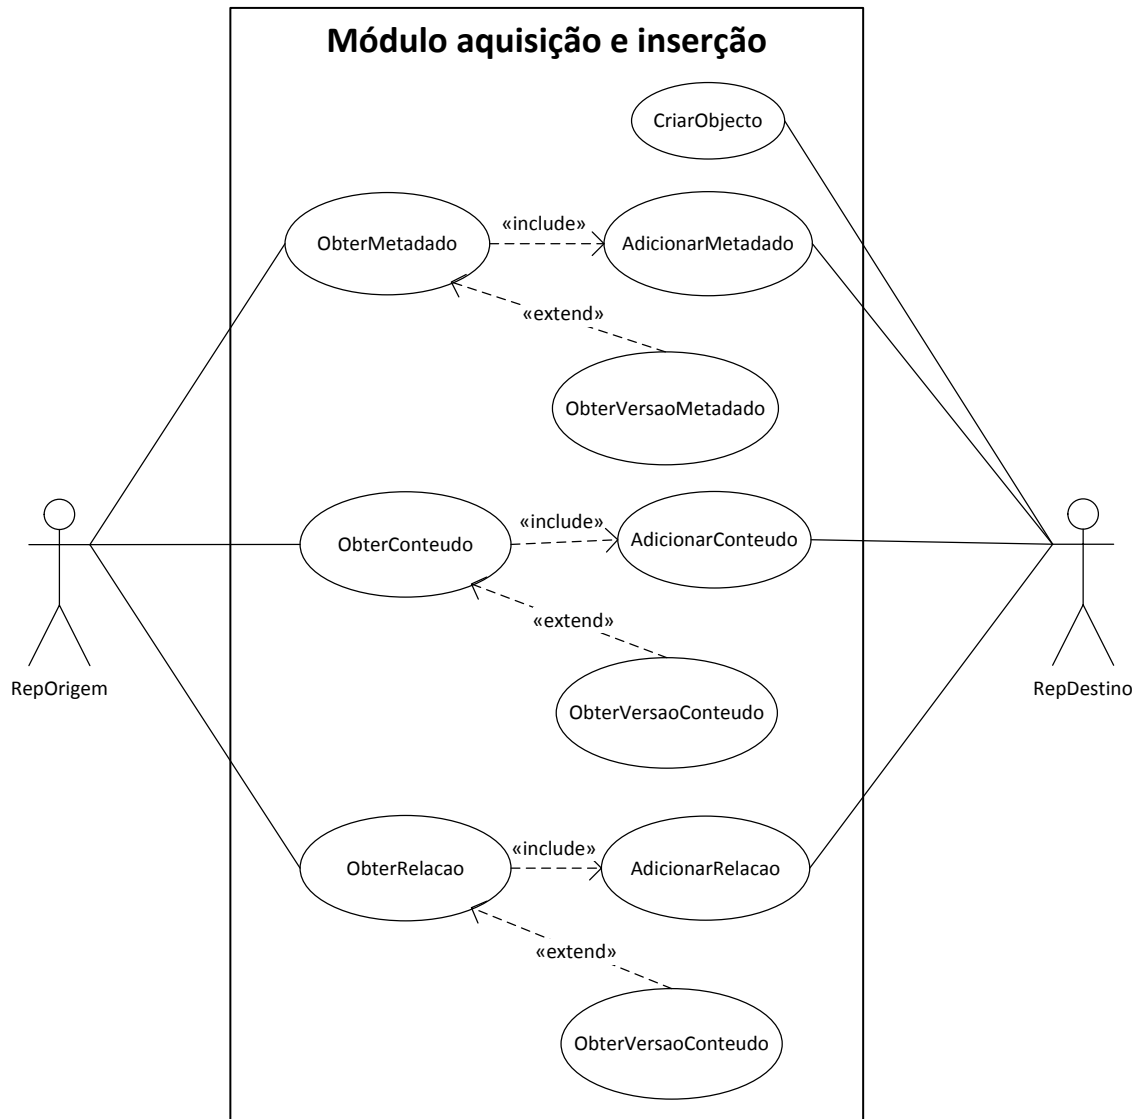 Módulo aquisição e inserção
CriarObjecto
ObterMetadado
«include»
AdicionarMetadado
«extend»
ObterVersaoMetadado
ObterConteudo
«include»
AdicionarConteudo
«extend»
RepOrigem
RepDestino
ObterVersaoConteudo
ObterRelacao
«include»
AdicionarRelacao
«extend»
ObterVersaoConteudo